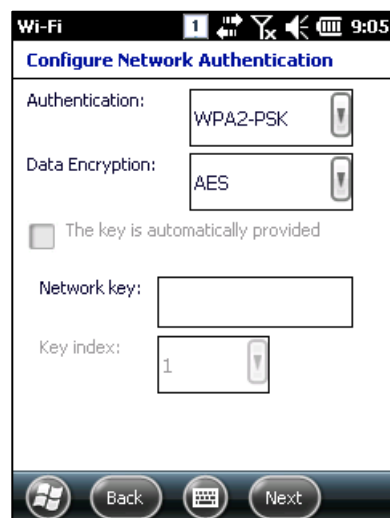 Wi-Fi 1 9:05
Configure Network Authentication
Authentication:
WPA2-PSK
Data Encryption:
AES
The key is automatically provided
Network key:
Key index:
1
Back Next